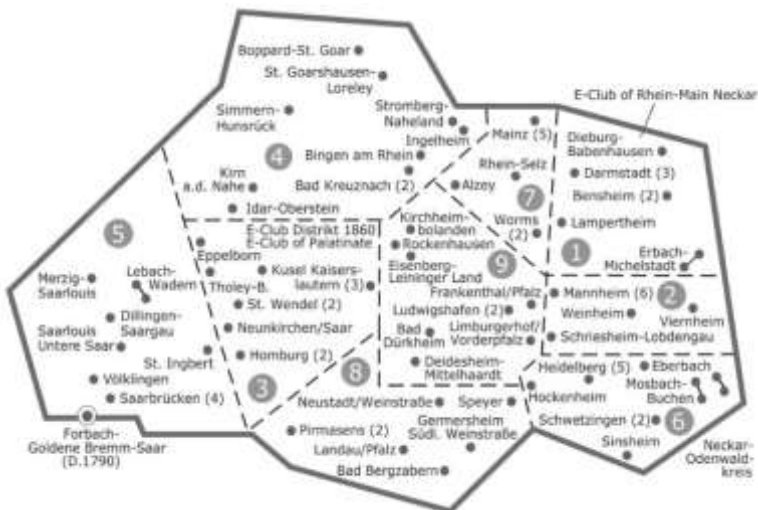 Boppard-St. Goar
St. Goarshausen-
Loreley
E-Club of Rhein-Main Neckar
Simmern-
Hunsrück
Stromberg-
Naheland
Ingelheim
Mainz (5)
Dieburg-
Babenhausen
4
Bingen am Rhein
Rhein-Selz
Darmstadt (3)
Kirn
a.d. Nahe
Bad Kreuznach (2)
Alzey
7
Bensheim (2)
Idar-Oberstein
Worms
(2)
Lampertheim
5
E-Club Distrikt 1860
E-Club of Palatinate
Kirchheim-
bolanden
Rockenhausen
9
1
Erbach-
Michelstadt
Eppelborn
Eisenberg-
Leininger Land
Merzig-
Saarlouis
Lebach-
Wadern
Tholey-B.
Kusel
Kaisers-
lautern (3)
Frankenthal/Pfalz
Mannheim (6)
2
St. Wendel (2)
Ludwigshafen (2)
Weinheim
Viernheim
Dillingen-
Saargau
Neunkirchen/Saar
Bad
Dürkheim
Limburgerhof/
Vorderpfalz
Schriesheim-Lobdengau
Saarlouis
Untere Saar
St. Ingbert
Homburg (2)
8
Deidesheim-
Mittelhaardt
Heidelberg (5)
Eberbach
Völklingen
3
Mosbach-
Buchen
Saarbrücken (4)
Neustadt/Weinstraße
Speyer
Hockenheim
Forbach-
Goldene Bremm-Saar
(D.1790)
Pirmasens (2)
Germersheim
Südl. Weinstraße
Schwetzingen (2)
6
Landau/Pfalz
Sinsheim
Neckar-
Odenwald-
kreis
Bad Bergzabern